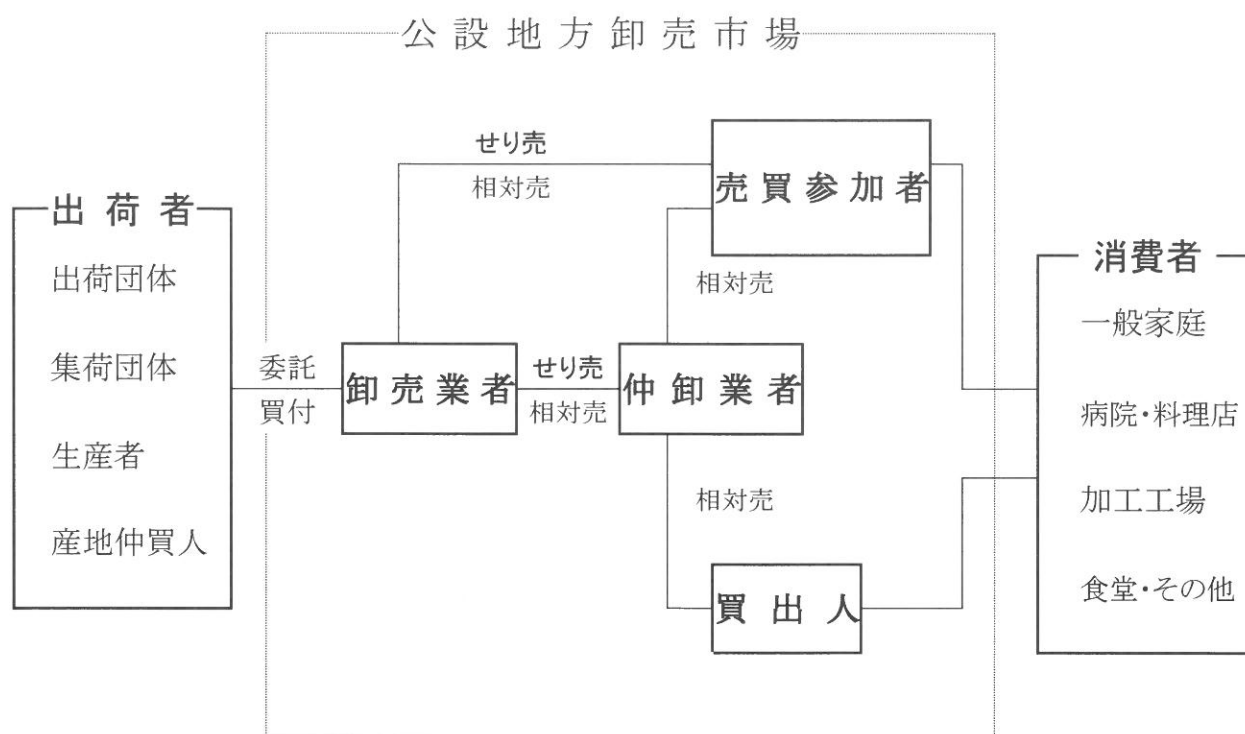 公設地方卸売市場
せり売
相対売
売買参加者
出荷者
出荷団体
集荷団体
生産者
産地仲買人
委託
買付
卸売業者
せり売
相対売
仲卸業者
相対売
相対売
買出人
消費者
一般家庭
病院・料理店
加工工場
食堂・その他